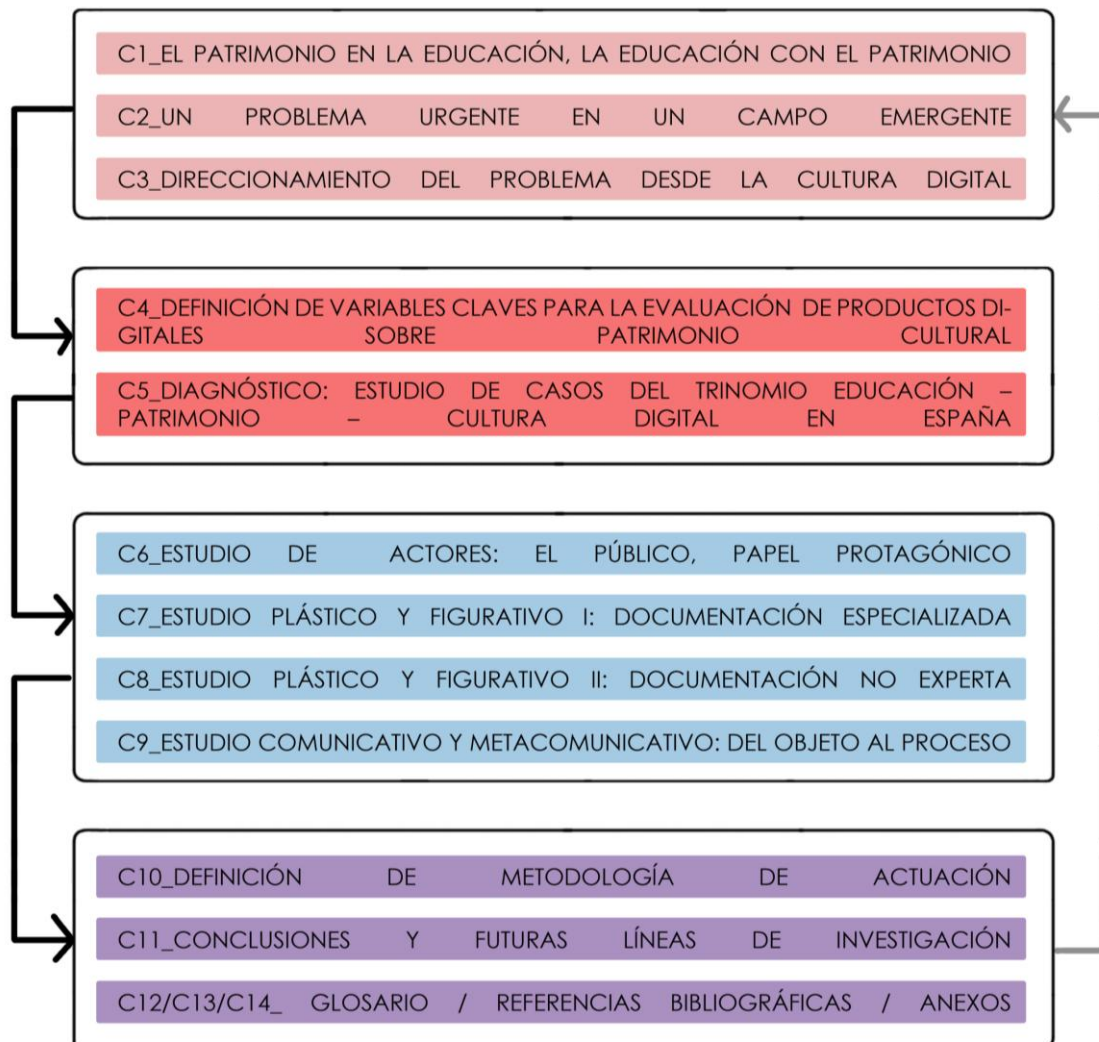 C1_EL PATRIMONIO EN LA EDUCACIÓN, LA EDUCACIÓN CON EL PATRIMONIO
C2_UN PROBLEMA URGENTE EN UN CAMPO EMERGENTE
C3_DIRECCIONAMIENTO DEL PROBLEMA DESDE LA CULTURA DIGITAL
C4_DEFINICIÓN DE VARIABLES CLAVES PARA LA EVALUACIÓN DE PRODUCTOS DI-
GITALES SOBRE PATRIMONIO CULTURAL
C5_DIAGNÓSTICO: ESTUDIO DE CASOS DEL TRINOMIO EDUCACIÓN –
PATRIMONIO – CULTURA DIGITAL EN ESPAÑA
C6_ESTUDIO DE ACTORES: EL PÚBLICO, PAPEL PROTAGÓNICO
C7_ESTUDIO PLÁSTICO Y FIGURATIVO I: DOCUMENTACIÓN ESPECIALIZADA
C8_ESTUDIO PLÁSTICO Y FIGURATIVO II: DOCUMENTACIÓN NO EXPERTA
C9_ESTUDIO COMUNICATIVO Y METACOMUNICATIVO: DEL OBJETO AL PROCESO
C10_DEFINICIÓN DE METODOLOGÍA DE ACTUACIÓN
C11_CONCLUSIONES Y FUTURAS LÍNEAS DE INVESTIGACIÓN
C12/C13/C14_ GLOSARIO / REFERENCIAS BIBLIOGRÁFICAS / ANEXOS